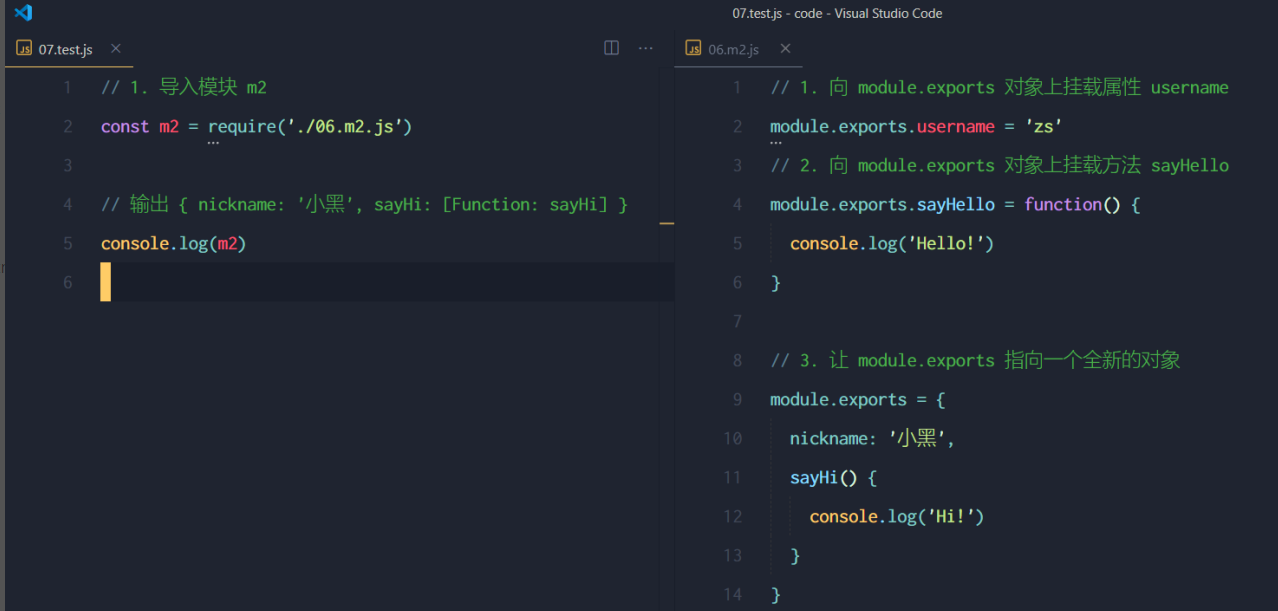 07.test.js - code - Visual Studio Code
07.test.js
1 // 1. 导入模块 m2
2 const m2 = require('./06.m2.js')
3
4 // 输出 { nickname: '小黑', sayHi: [Function: sayHi] }
5 console.log(m2)
6
06.m2.js
1 // 1. 向 module.exports 对象上挂载属性 username
2 module.exports.username = 'zs'
3 // 2. 向 module.exports 对象上挂载方法 sayHello
4 module.exports.sayHello = function() {
5 console.log('Hello!')
6 }
7
8 // 3. 让 module.exports 指向一个全新的对象
9 module.exports = {
10 nickname: '小黑',
11 sayHi() {
12 console.log('Hi!')
13 }
14 }